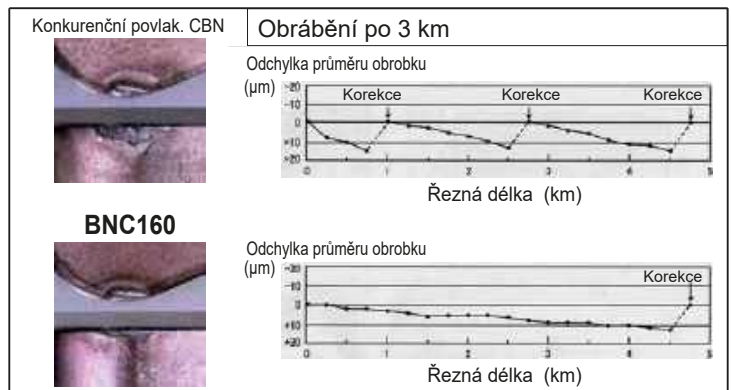 Konkurenční povlak. CBN
Obrábění po 3 km
Odchylka průměru obrobku
(μm)
-20
-10
0
+10
+20
Korekce
Korekce
Korekce
0 1 2 3 4 5
Řezná délka (km)
BNC160
Odchylka průměru obrobku
(μm)
-20
-10
0
+10
+20
Korekce
0 1 2 3 4 5
Řezná délka (km)